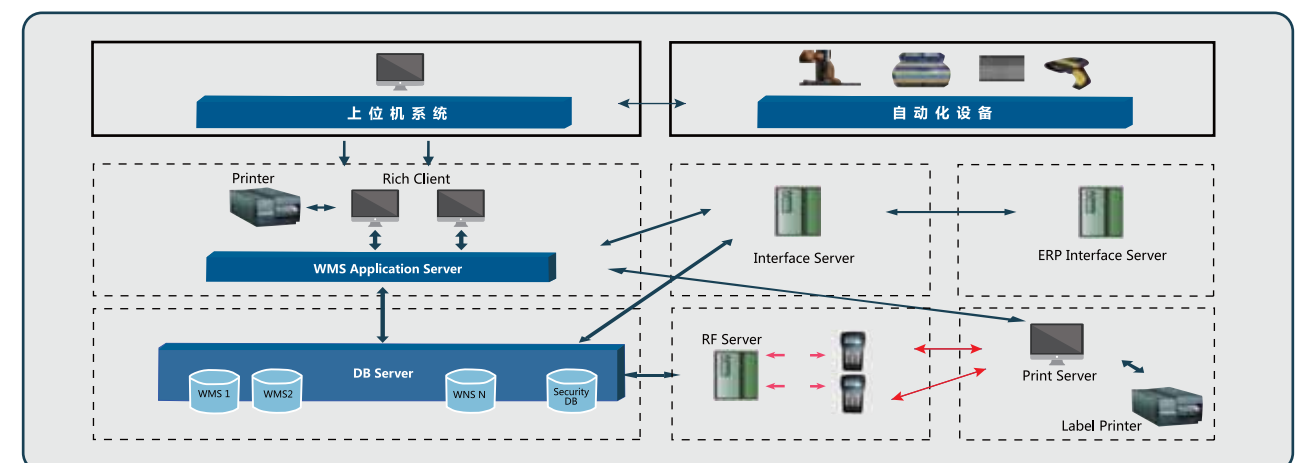 上位机系统
自动化设备
Printer
Rich Client
WMS Application Server
Interface Server
ERP Interface Server
DB Server
WMS 1
WMS2
WNS N
Security
DB
RF Server
Print Server
Label Printer